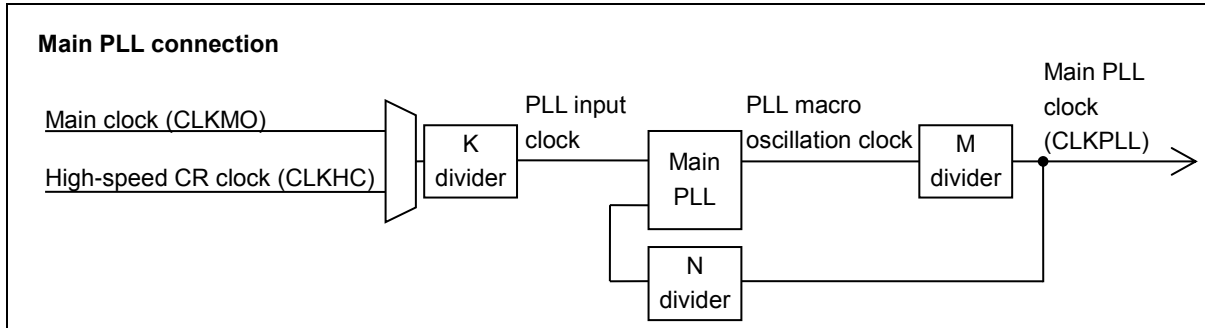 Main PLL connection
Main clock (CLKMO)
High-speed CR clock (CLKHC)
K
divider
PLL input
clock
Main
PLL
PLL macro
oscillation clock
M
divider
Main PLL
clock
(CLKPLL)
N
divider